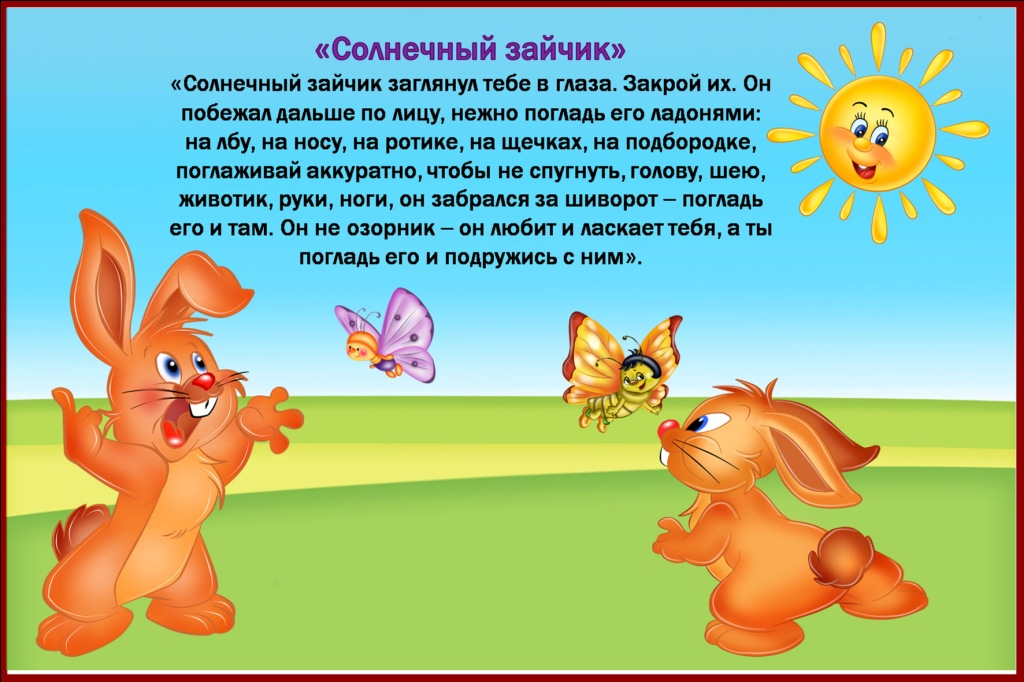 «Солнечный зайчик»
«Солнечный зайчик заглянул тебе в глаза. Закрой их. Он
побежал дальше по лицу, нежно погладь его ладонями:
на лбу, на носу, на ротике, на щечках, на подбородке,
поглаживай аккуратно, чтобы не спугнуть, голову, шею,
животик, руки, ноги, он забрался за шиворот – погладь
его и там. Он не озорник – он любит и ласкает тебя, а ты
погладь его и подружись с ним».